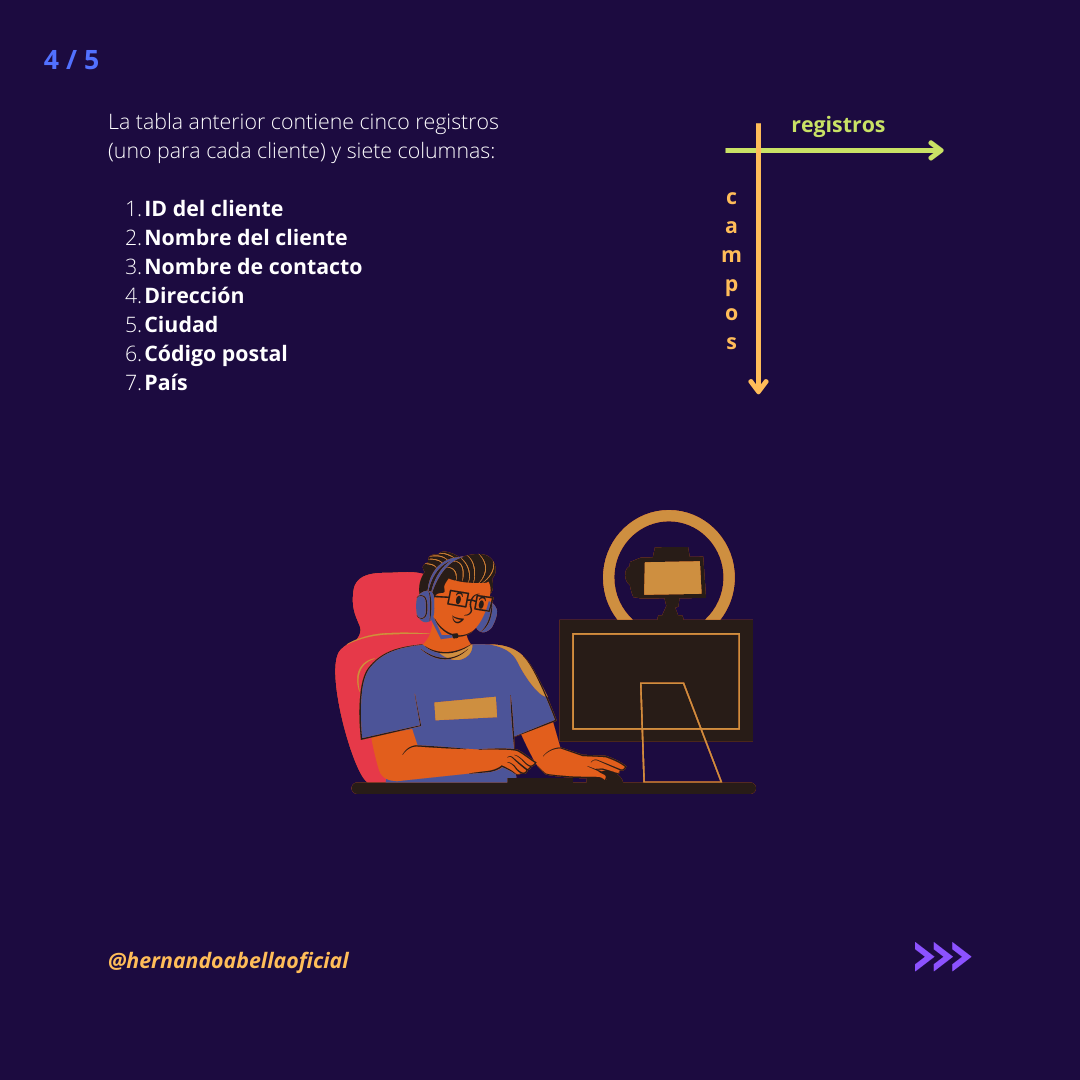 4 / 5
La tabla anterior contiene cinco registros
(uno para cada cliente) y siete columnas:
1. ID del cliente
2. Nombre del cliente
3. Nombre de contacto
4. Dirección
5. Ciudad
6. Código postal
7. País
registros
campos
@hernandoabellaoficial